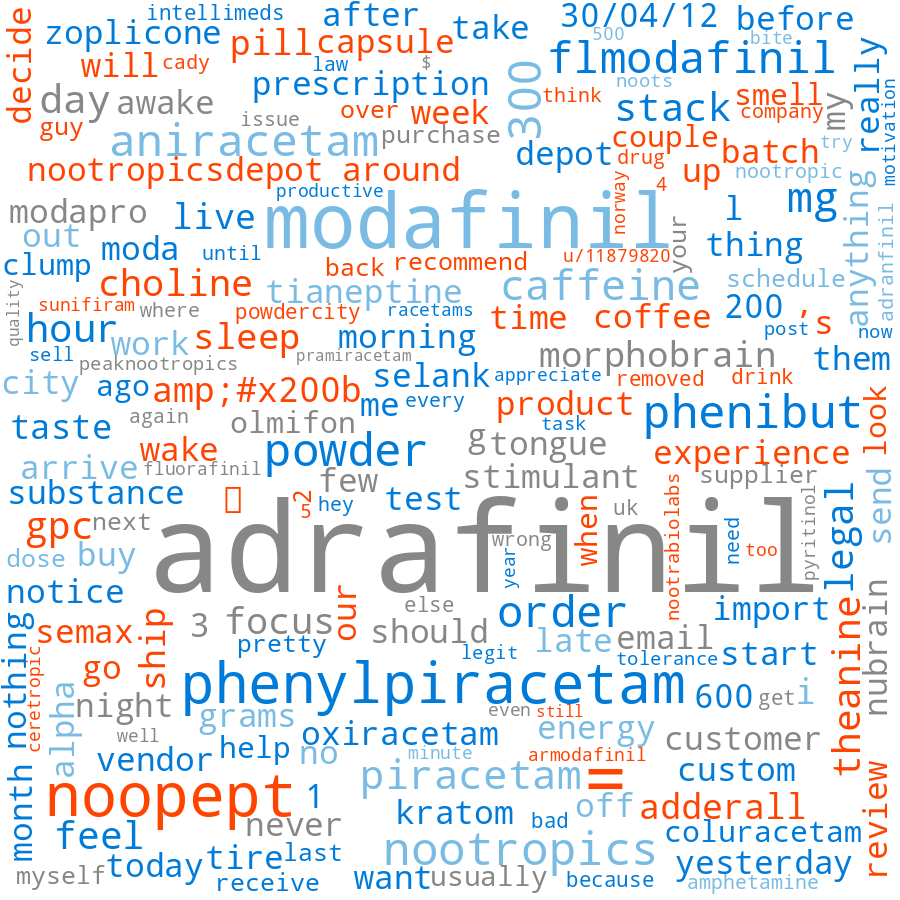 intellimeds
after
30/04/12
before
decide
zoplicone
pill
capsule
take
500
bite
will
cady
law
$
flmodafinil
really
day
awake
prescription
300
think
noots
smell
motivation
guy
issue
over
week
stack
company
my
aniracetam
purchase
couple
try
nootropicsdepot
around
depot
drug
up
batch
nootropic
productive
modafinil
norway
4
mg
anything
modapro
live
l
adranfinil
out
moda
until
your
thing
clump
back
recommend
u/11879820
choline
tianeptine
caffeine
schedule
quality
sunifiram
where
powdercity
racetams
time
coffee
200
,
s
hour
work
sleep
morning
post
now
sell
peaknootropics
pramiracetam
morphobrain
them
city
ago
amp;#x200b
selank
appreciate
removed
drink
me
every
product
phenibut
look
taste
again
olmifon
task
wake
powder
g
tongue
experience
arrive
fluorafinil
few
stimulant
supplier
send
substance
▯
2
5
hey
test
when
uk
nootrabiolabs
pyritinol
legal
gpc
next
adrafinil
wrong
need
too
dose
buy
year
notice
our
else
order
import
theanine
nubrain
nothing
semax
.
ship
3
focus
should
late
email
ceretropic
pretty
legit
tolerance
start
go
phenylpiracetam
600
get
i
alpha
night
grams
even
still
well
oxiracetam
energy
customer
month
vendor
help
no
minute
armodafinil
noopept
1
piracetam
=
custom
review
kratom
bad
off
adderall
feel
never
coluracetam
nootropics
today
tire
last
yesterday
myself
receive
want
usually
because
amphetamine